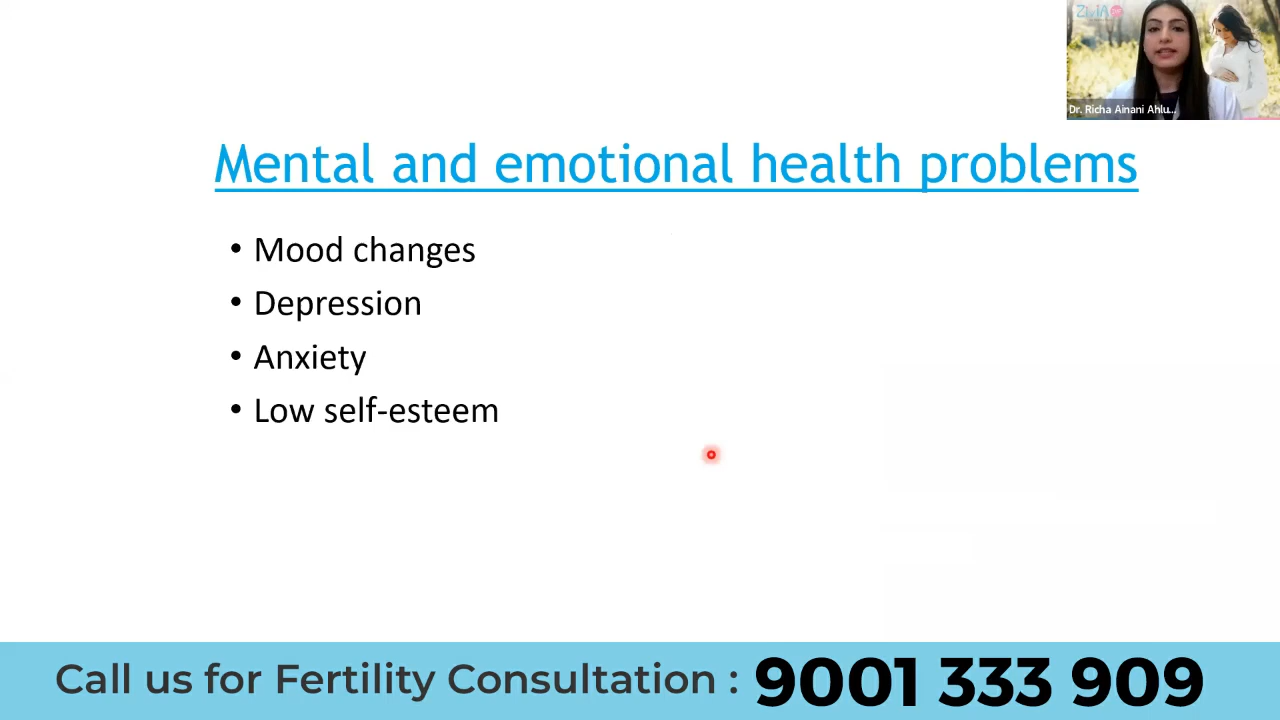 ZIVIA
Dr. Richa Ainani Ahlu...
Mental and emotional health problems
• Mood changes
• Depression
• Anxiety
• Low self-esteem
Call us for Fertility Consultation : 9001 333 909